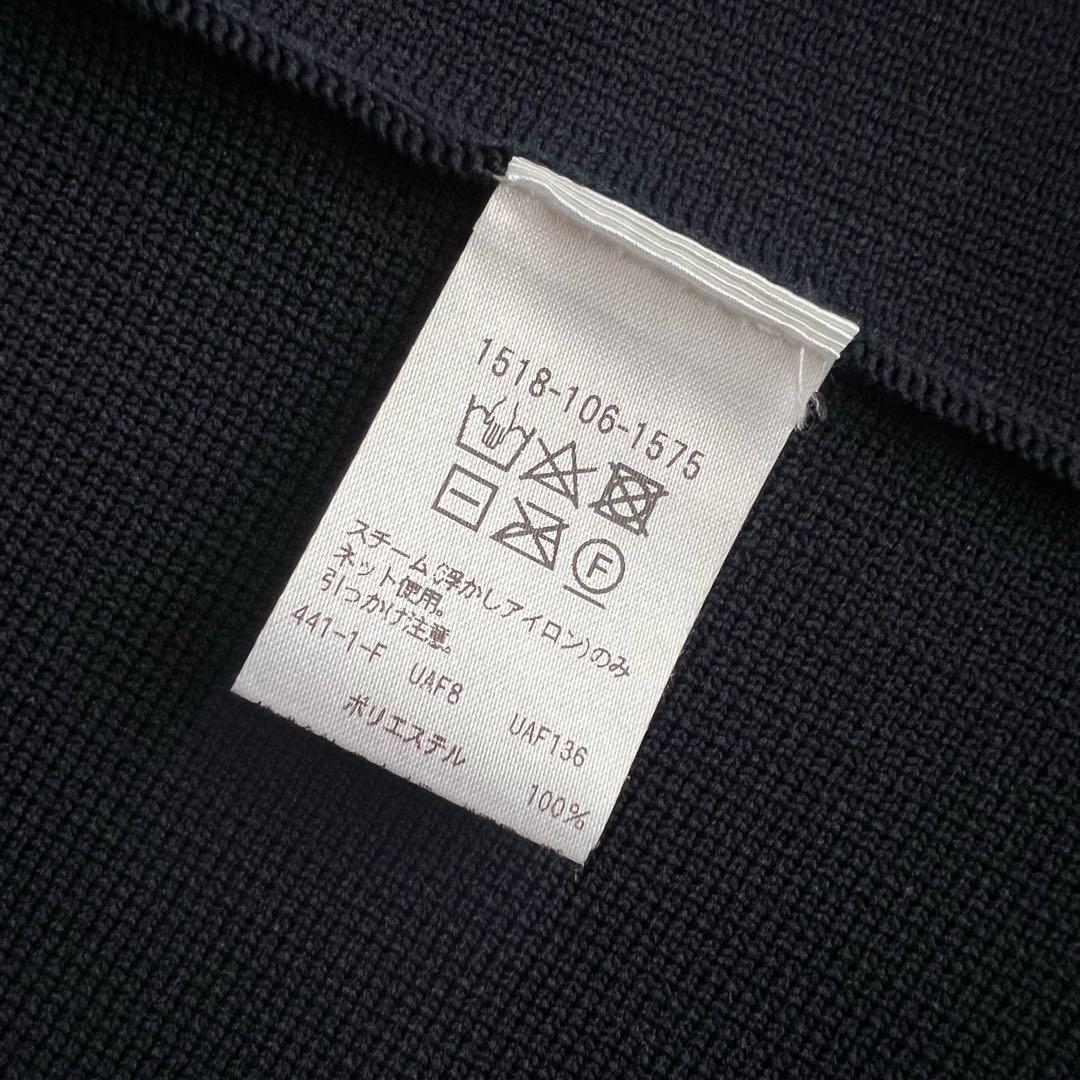 1518-106-1575
F
スチーム(浮かしアイロン)のみ
ネット使用。
引っかけ注意。
441-1-F UAF8 UAF136
ポリエステル 100%